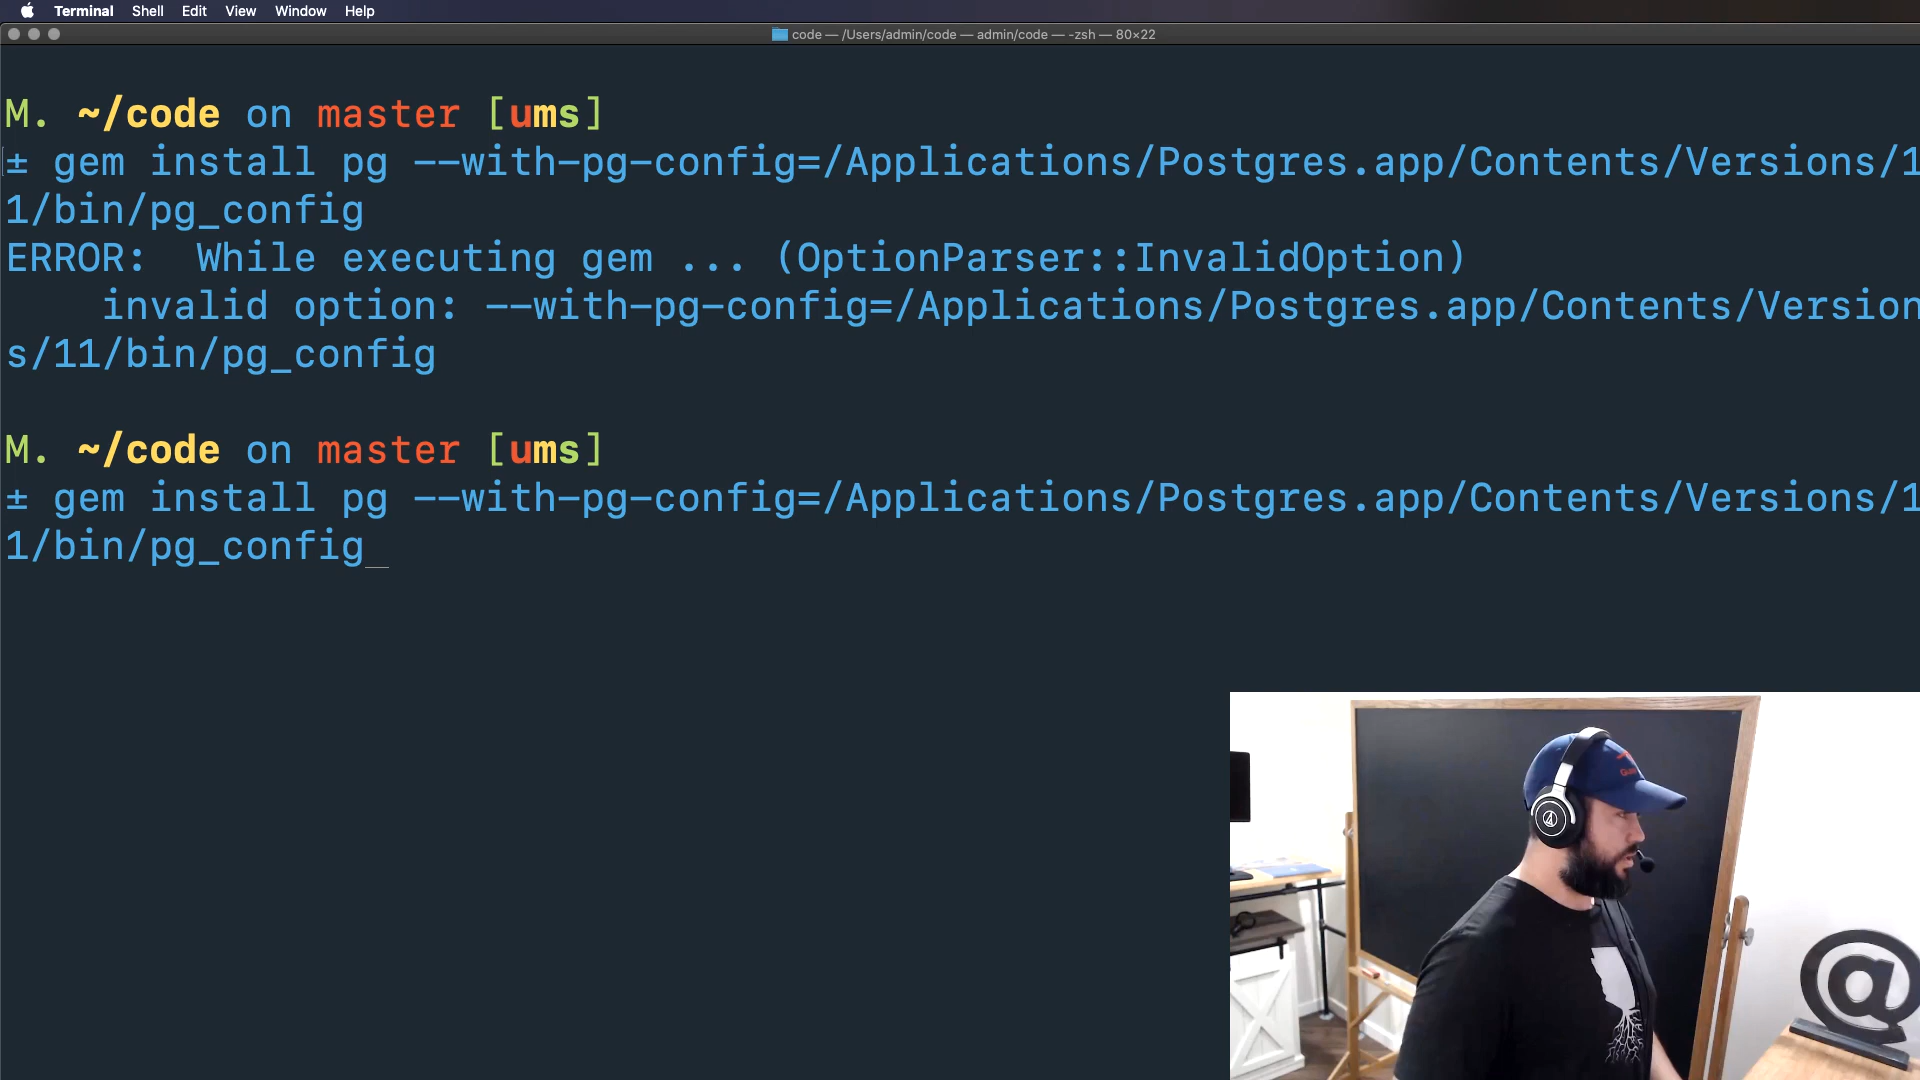 Terminal Shell Edit View Window Help
code — /Users/admin/code — admin/code — -zsh — 80×22
M. ~/code on master [ums]
± gem install pg --with-pg-config=/Applications/Postgres.app/Contents/Versions/1
1/bin/pg_config
ERROR:  While executing gem ... (OptionParser::InvalidOption)
    invalid option: --with-pg-config=/Applications/Postgres.app/Contents/Version
s/11/bin/pg_config
M. ~/code on master [ums]
± gem install pg --with-pg-config=/Applications/Postgres.app/Contents/Versions/1
1/bin/pg_config_
@